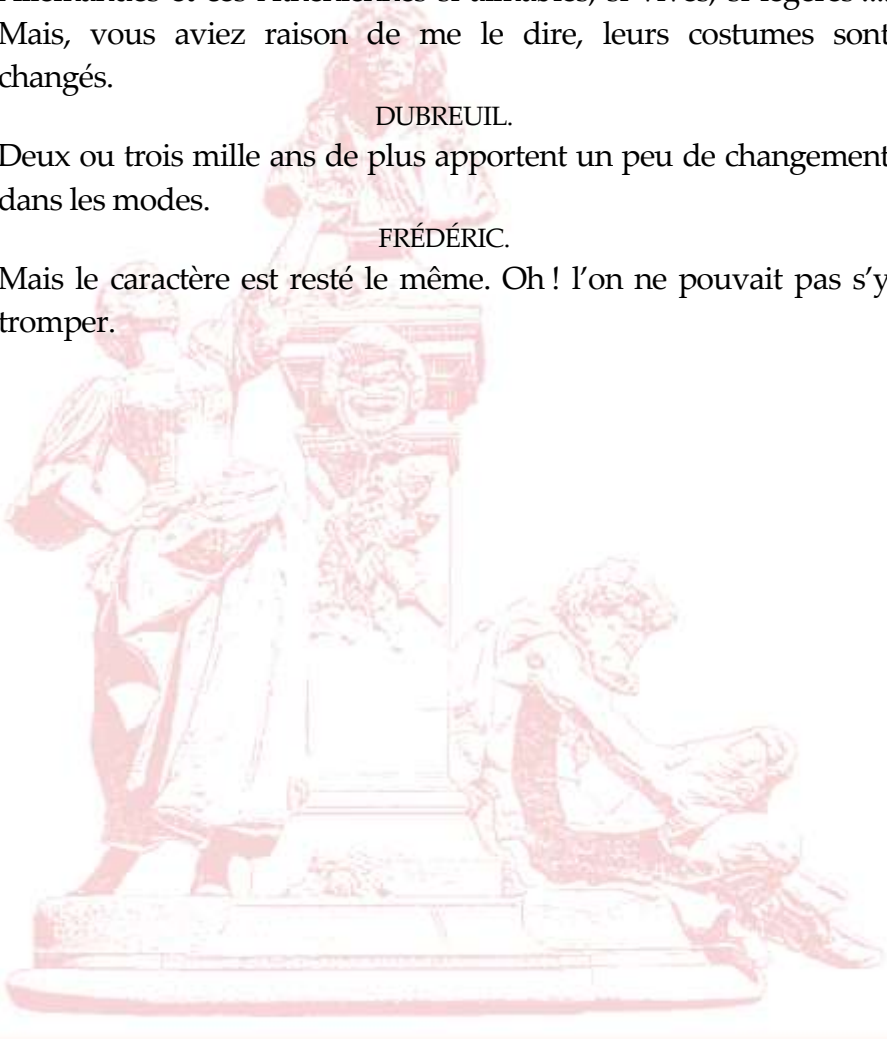 Mais, vous aviez raison de me le dire, leurs costumes sont
changés.
DUBREUIL.
Deux ou trois mille ans de plus apportent un peu de changement
dans les modes.
FRÉDÉRIC.
Mais le caractère est resté le même. Oh ! l’on ne pouvait pas s’y
tromper.